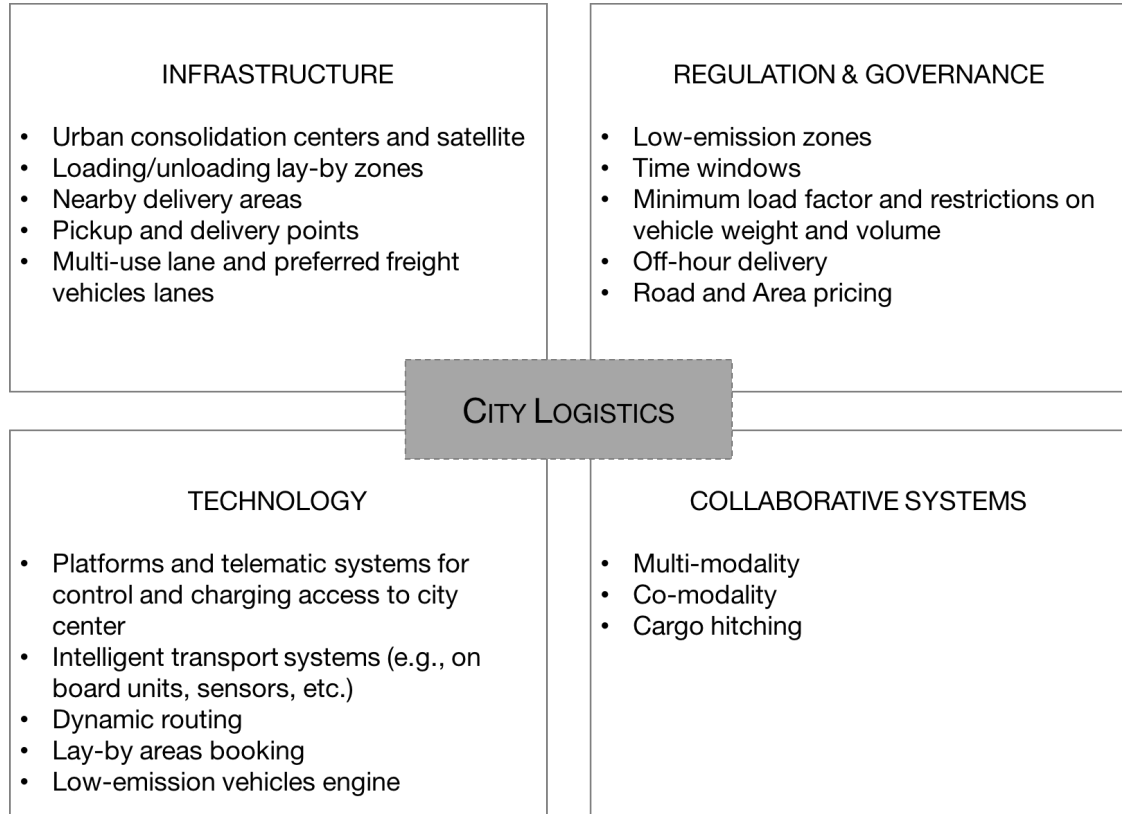 INFRASTRUCTURE
• Urban consolidation centers and satellite
• Loading/unloading lay-by zones
• Nearby delivery areas
• Pickup and delivery points
• Multi-use lane and preferred freight
vehicles lanes
REGULATION & GOVERNANCE
• Low-emission zones
• Time windows
• Minimum load factor and restrictions on
vehicle weight and volume
• Off-hour delivery
• Road and Area pricing
CITY LOGISTICS
TECHNOLOGY
• Platforms and telematic systems for
control and charging access to city
center
• Intelligent transport systems (e.g., on
board units, sensors, etc.)
• Dynamic routing
• Lay-by areas booking
• Low-emission vehicles engine
COLLABORATIVE SYSTEMS
• Multi-modality
• Co-modality
• Cargo hitching